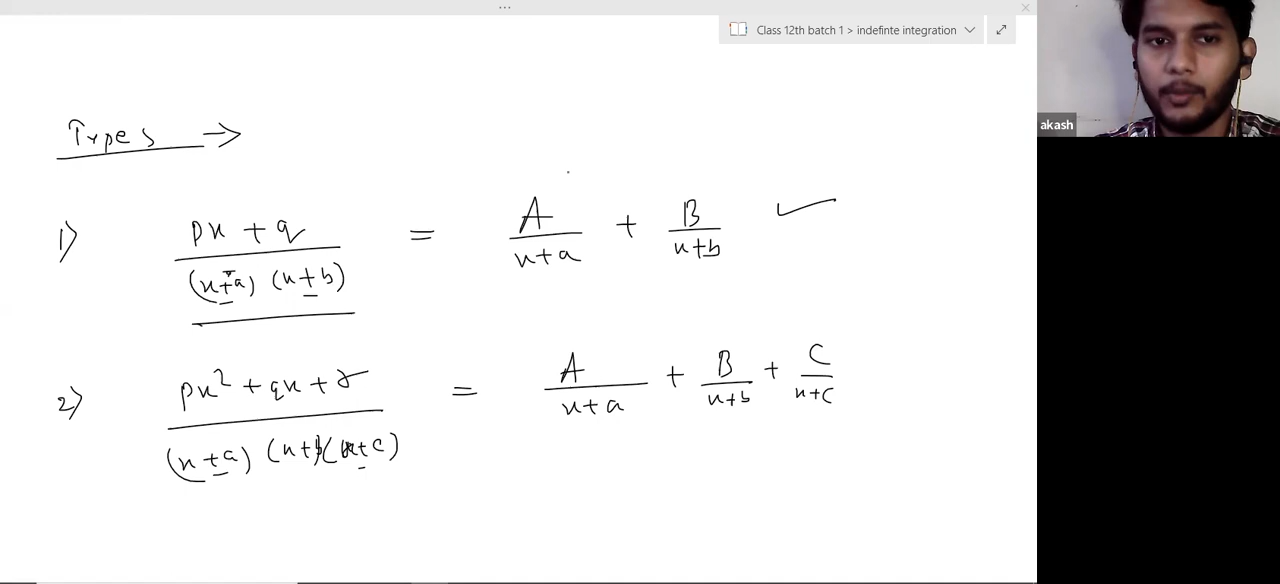 Class 12th batch 1 > indefinte integration
akash
Types →
1) px + q / (x+a) (x+b) = A / x+a + B / x+b ✓
2) px² + qx + r / (x+a) (x+b)(x+c) = A / x+a + B / x+b + C / x+c